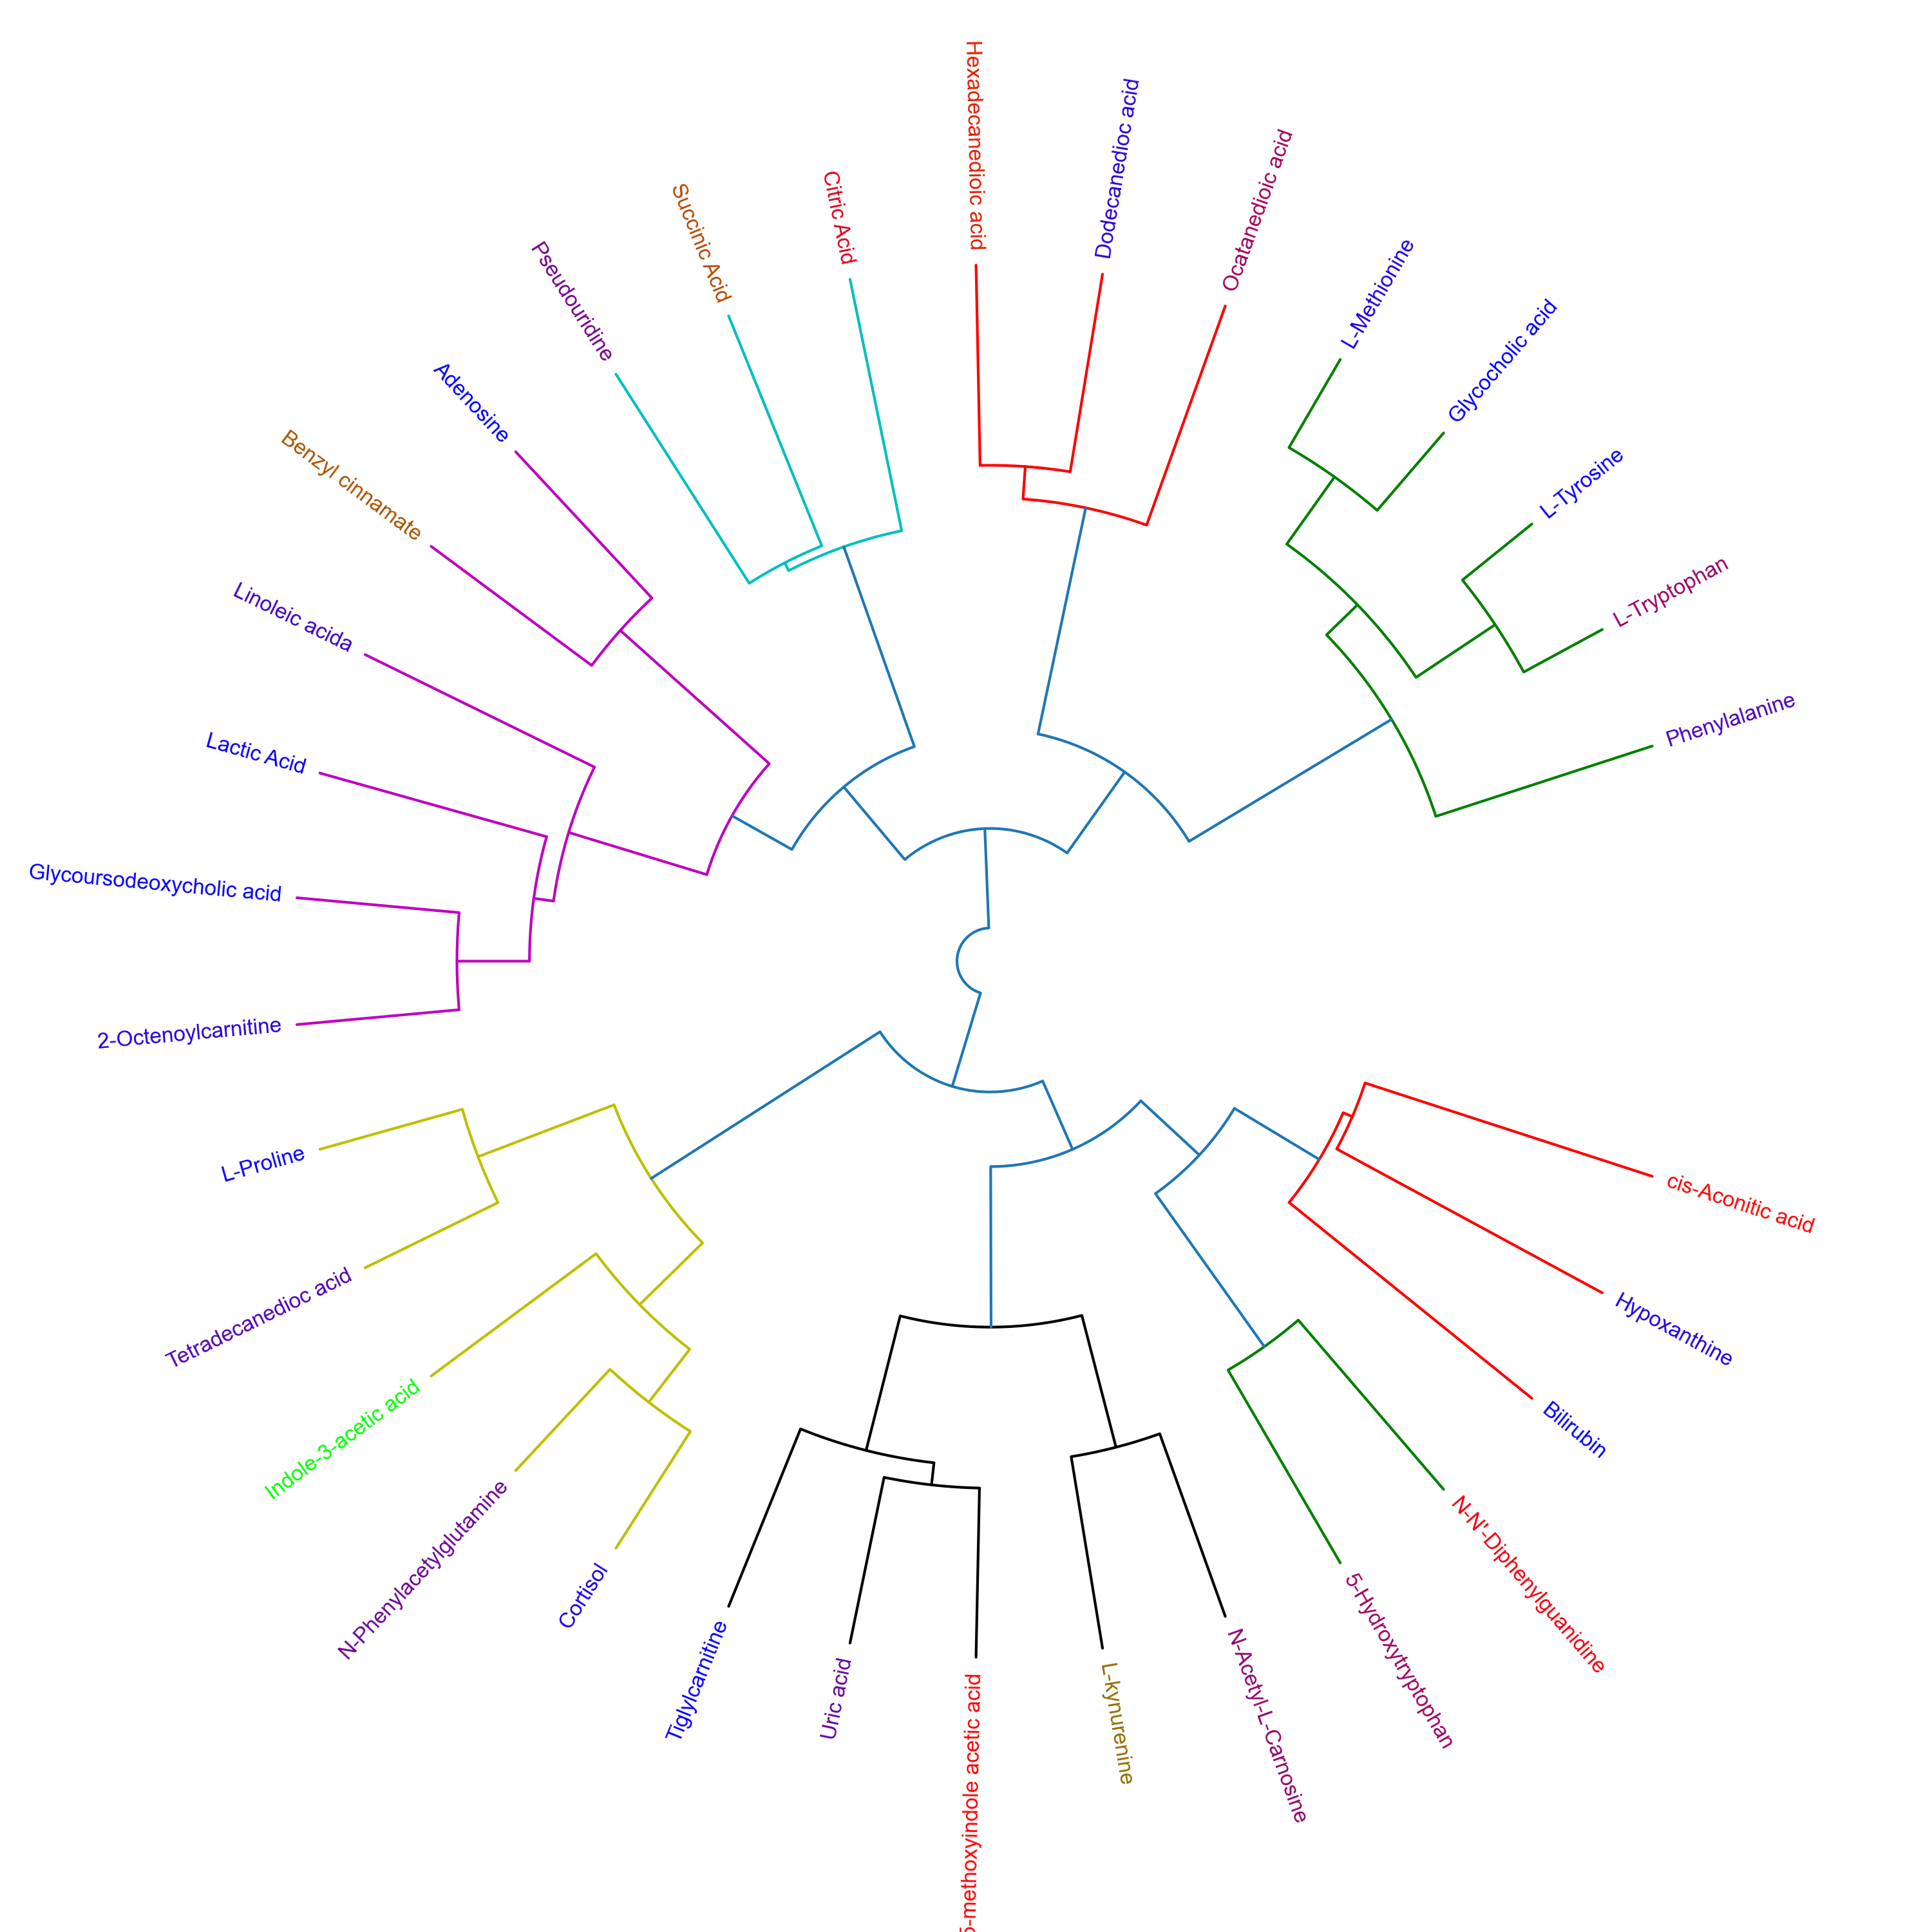 Hexadecanedioic acid
Dodecanedioc acid
Ocatanedioic acid
L-Methionine
Glycocholic acid
L-Tyrosine
L-Tryptophan
Phenylalanine
cis-Aconitic acid
Hypoxanthine
Bilirubin
N-N'-Diphenylguanidine
5-Hydroxytryptophan
N-Acetyl-L-Carnosine
L-kynurenine
5-methoxyindole acetic acid
Uric acid
Tiglylcarnitine
Cortisol
N-Phenylacetylglutamine
Indole-3-acetic acid
Tetradecanedioc acid
L-Proline
2-Octenoylcarnitine
Glycoursodeoxycholic acid
Lactic Acid
Linoleic acida
Benzyl cinnamate
Adenosine
Pseudouridine
Succinic Acid
Citric Acid